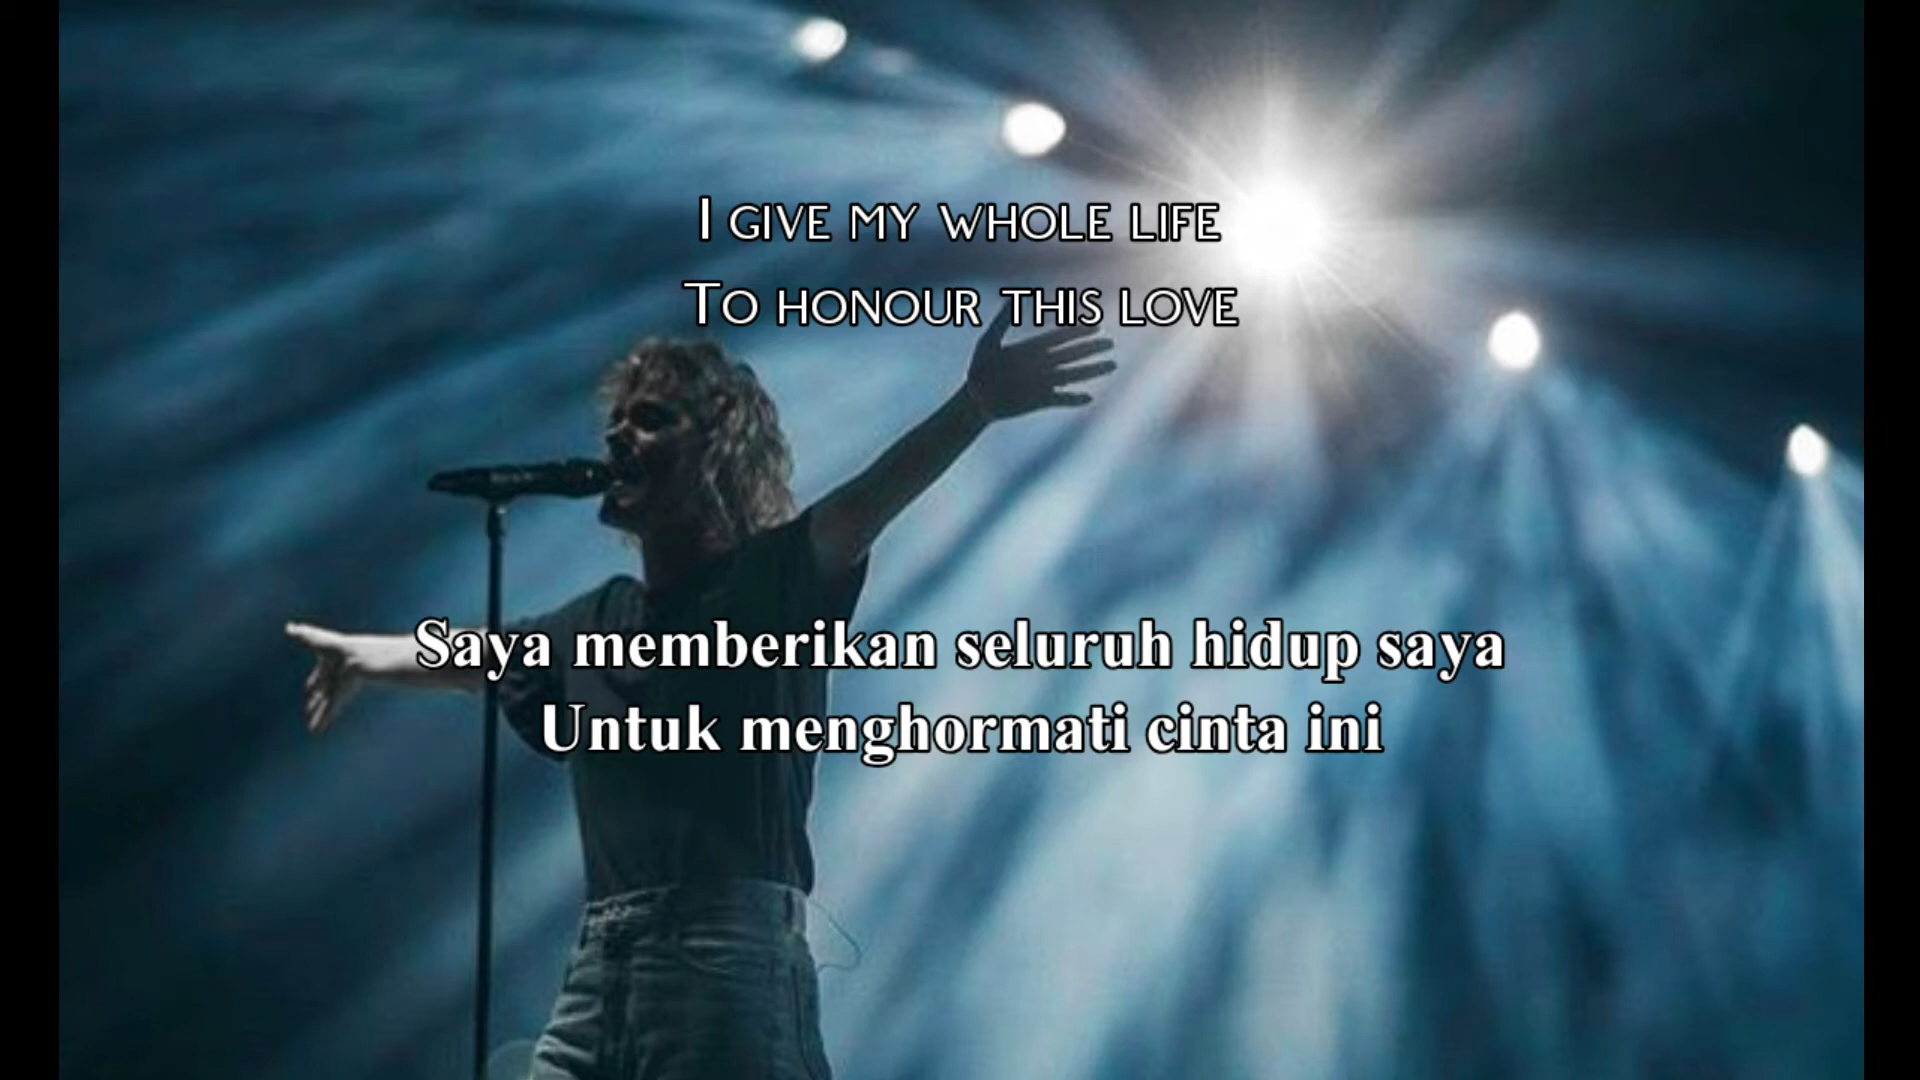 I GIVE MY WHOLE LIFE
TO HONOUR THIS LOVE
Saya memberikan seluruh hidup saya
Untuk menghormati cinta ini